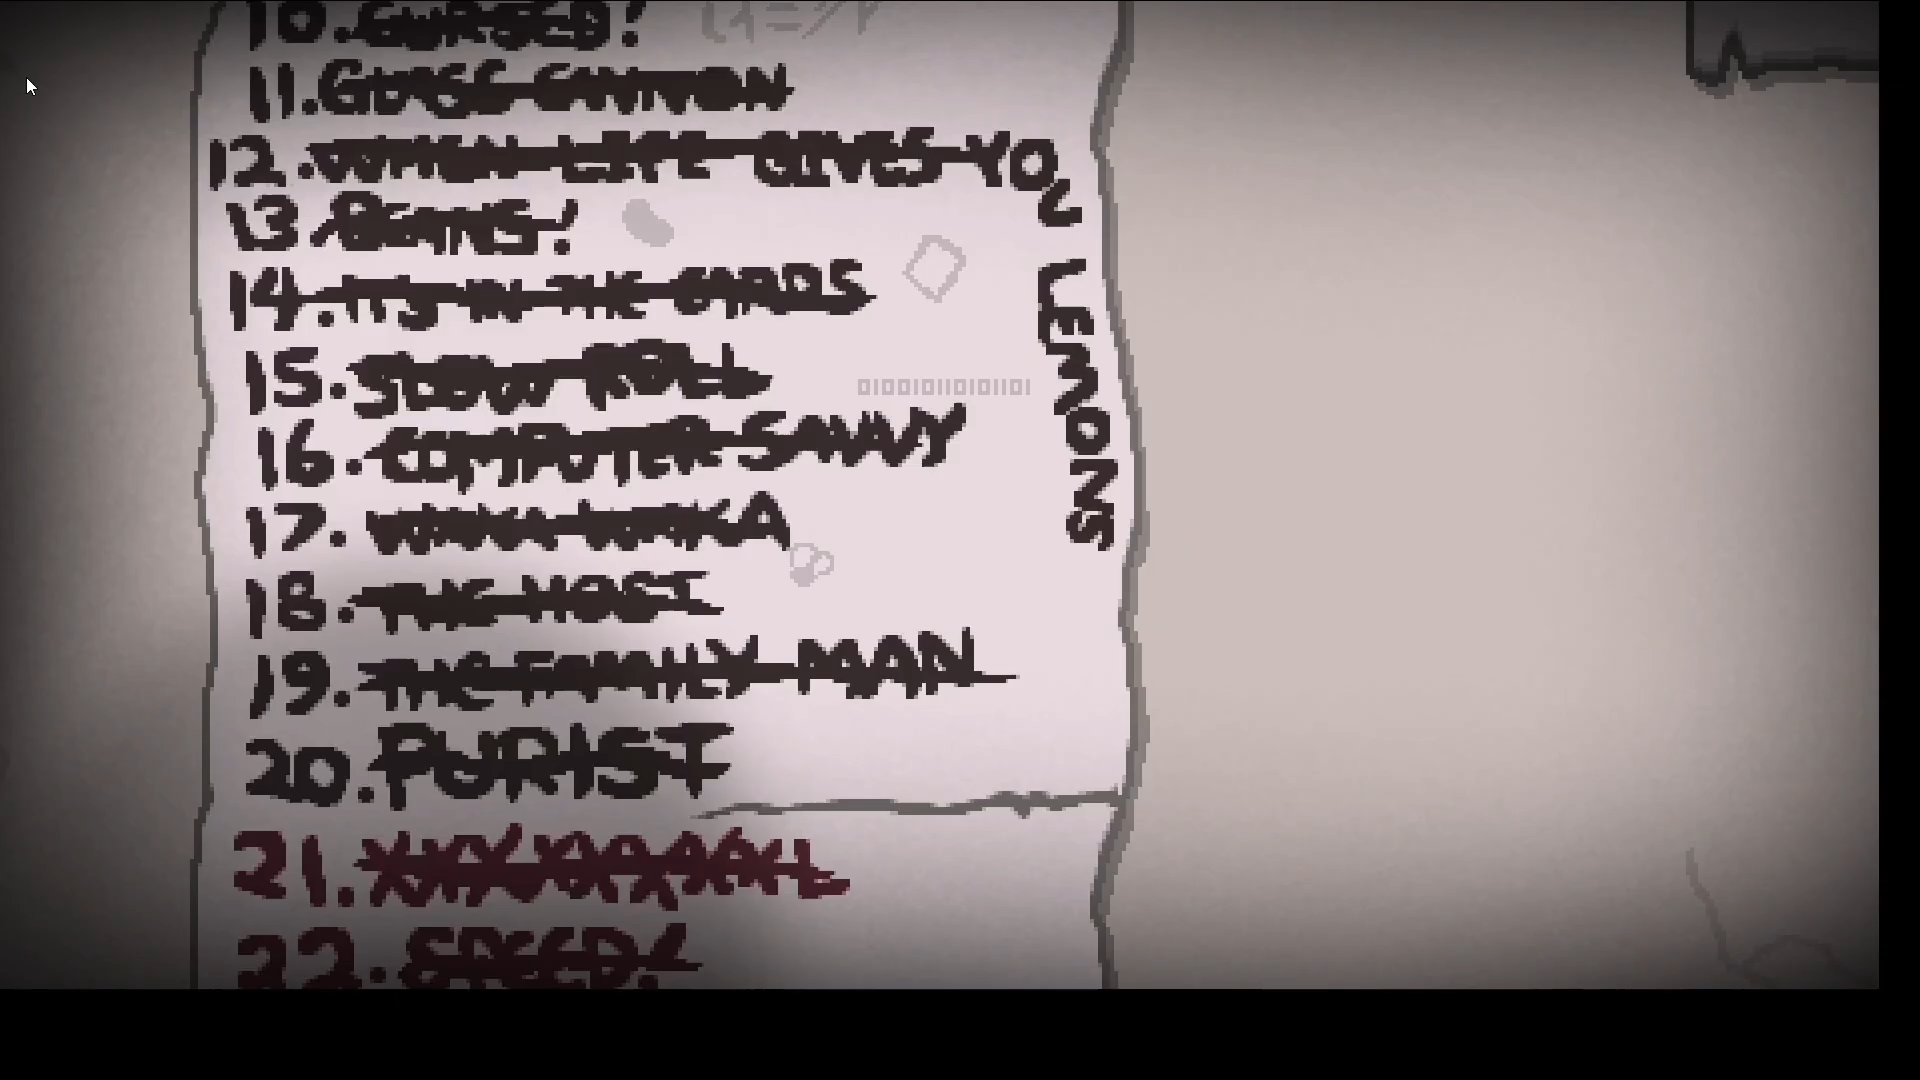 10. CURSED!
11. GLASS CANNON
12. WHEN LIFE GIVES YOU LEMONS
13. BEANS!
14. IT'S IN THE CARDS
15. SLOW ROLL
01001011010110101
16. COMPUTER SAVVY
17. WAKA WAKA
18. THE HOST
19. THE FAMILY MAN
20. PURIST
21.
22. SPEED!